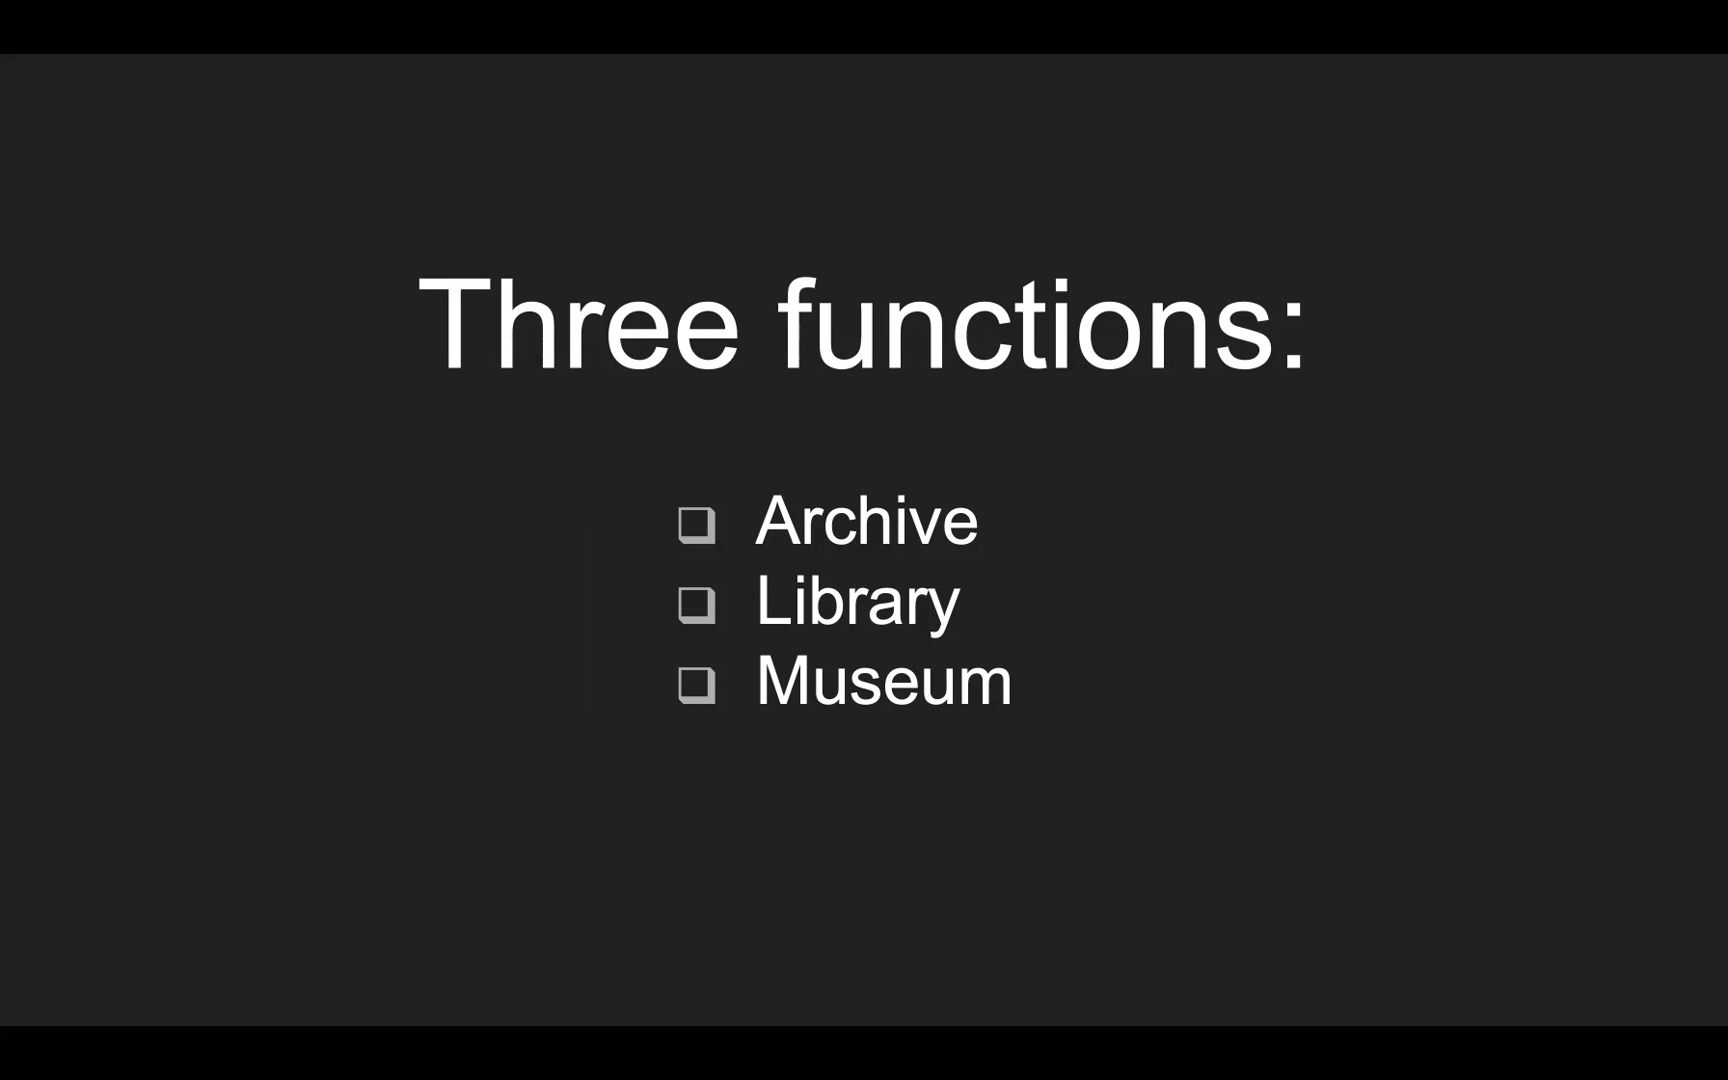 Three functions:
❑ Archive
❑ Library
❑ Museum